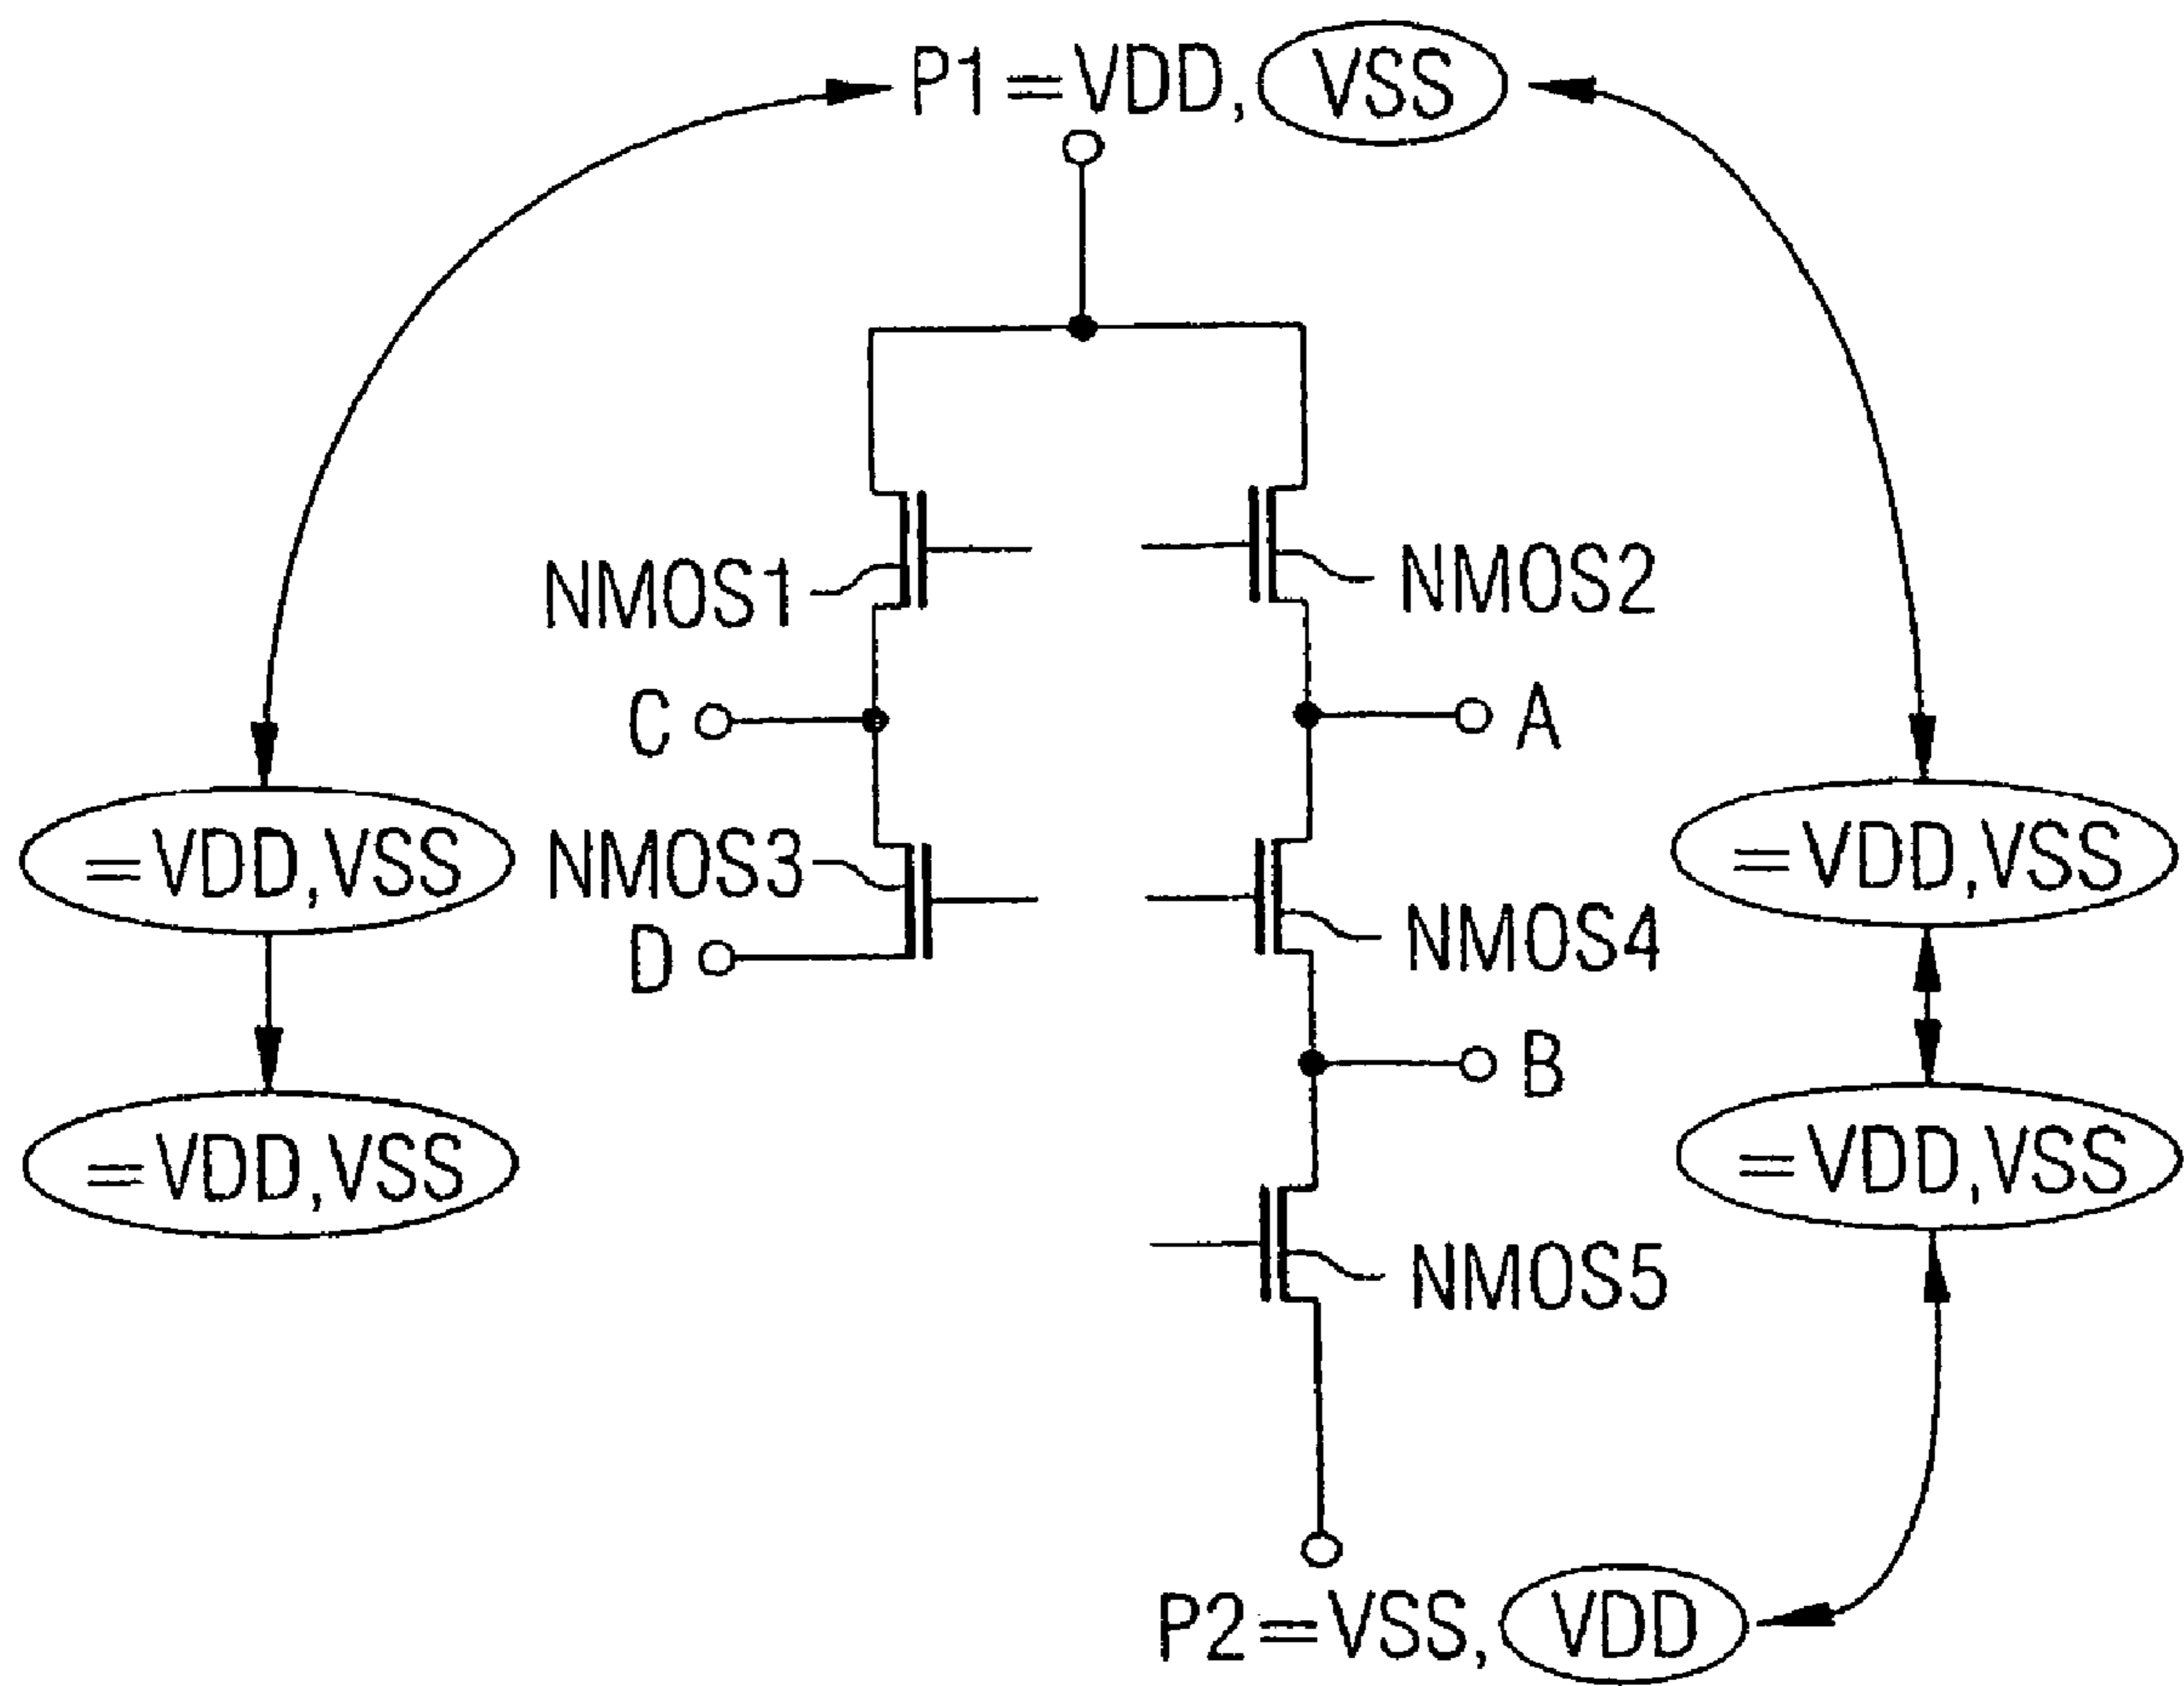 P1=VDD, VSS
NMOS1
NMOS2
C
A
=VDD,VSS
NMOS3
=VDD,VSS
NMOS4
D
B
=VDD,VSS
=VDD,VSS
NMOS5
P2=VSS, VDD